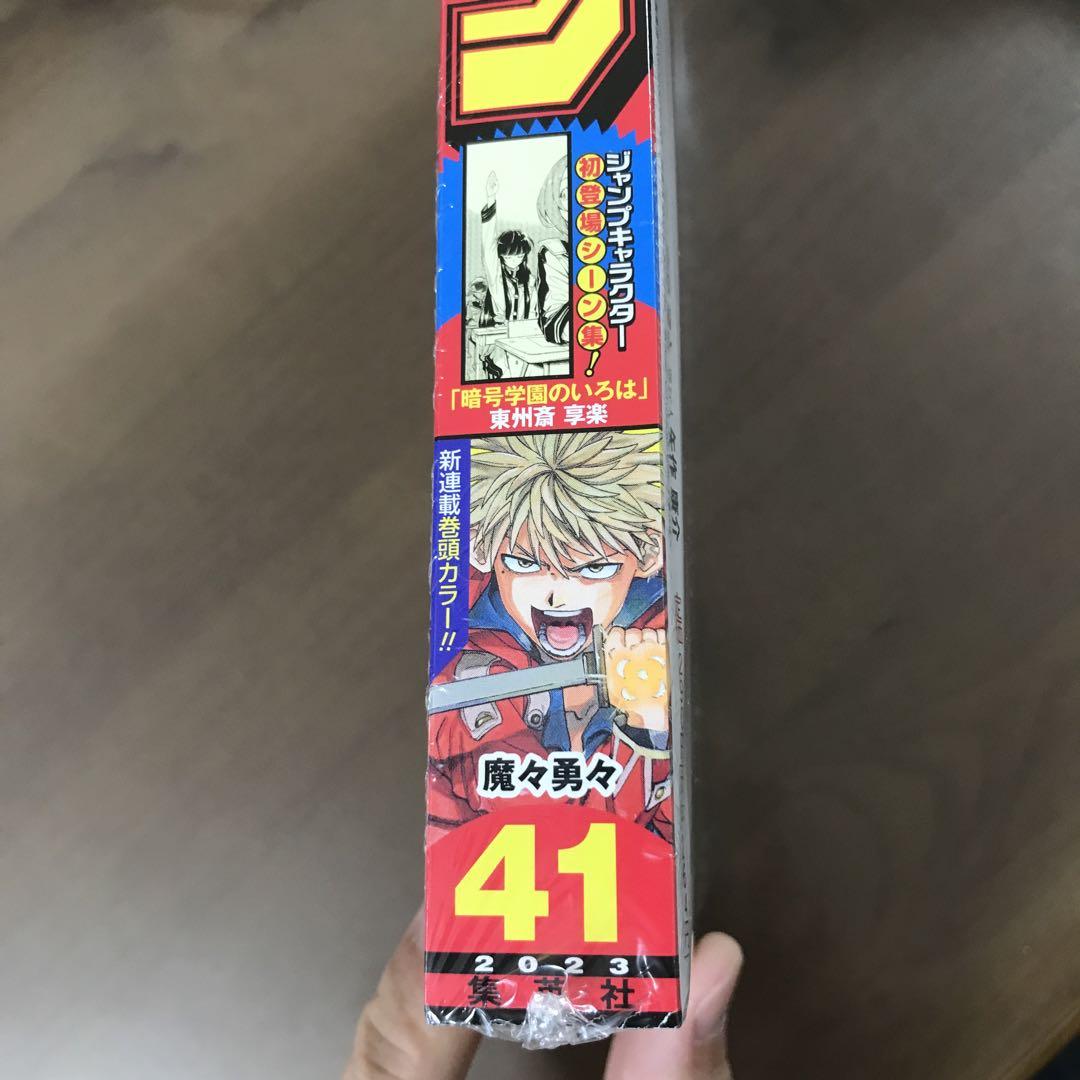 ン
ジャンプキャラクター
初登場シーン集!
「暗号学園のいろは」
東州斎 享楽
新連載巻頭カラー!!
魔々勇々
41
2023
集英社